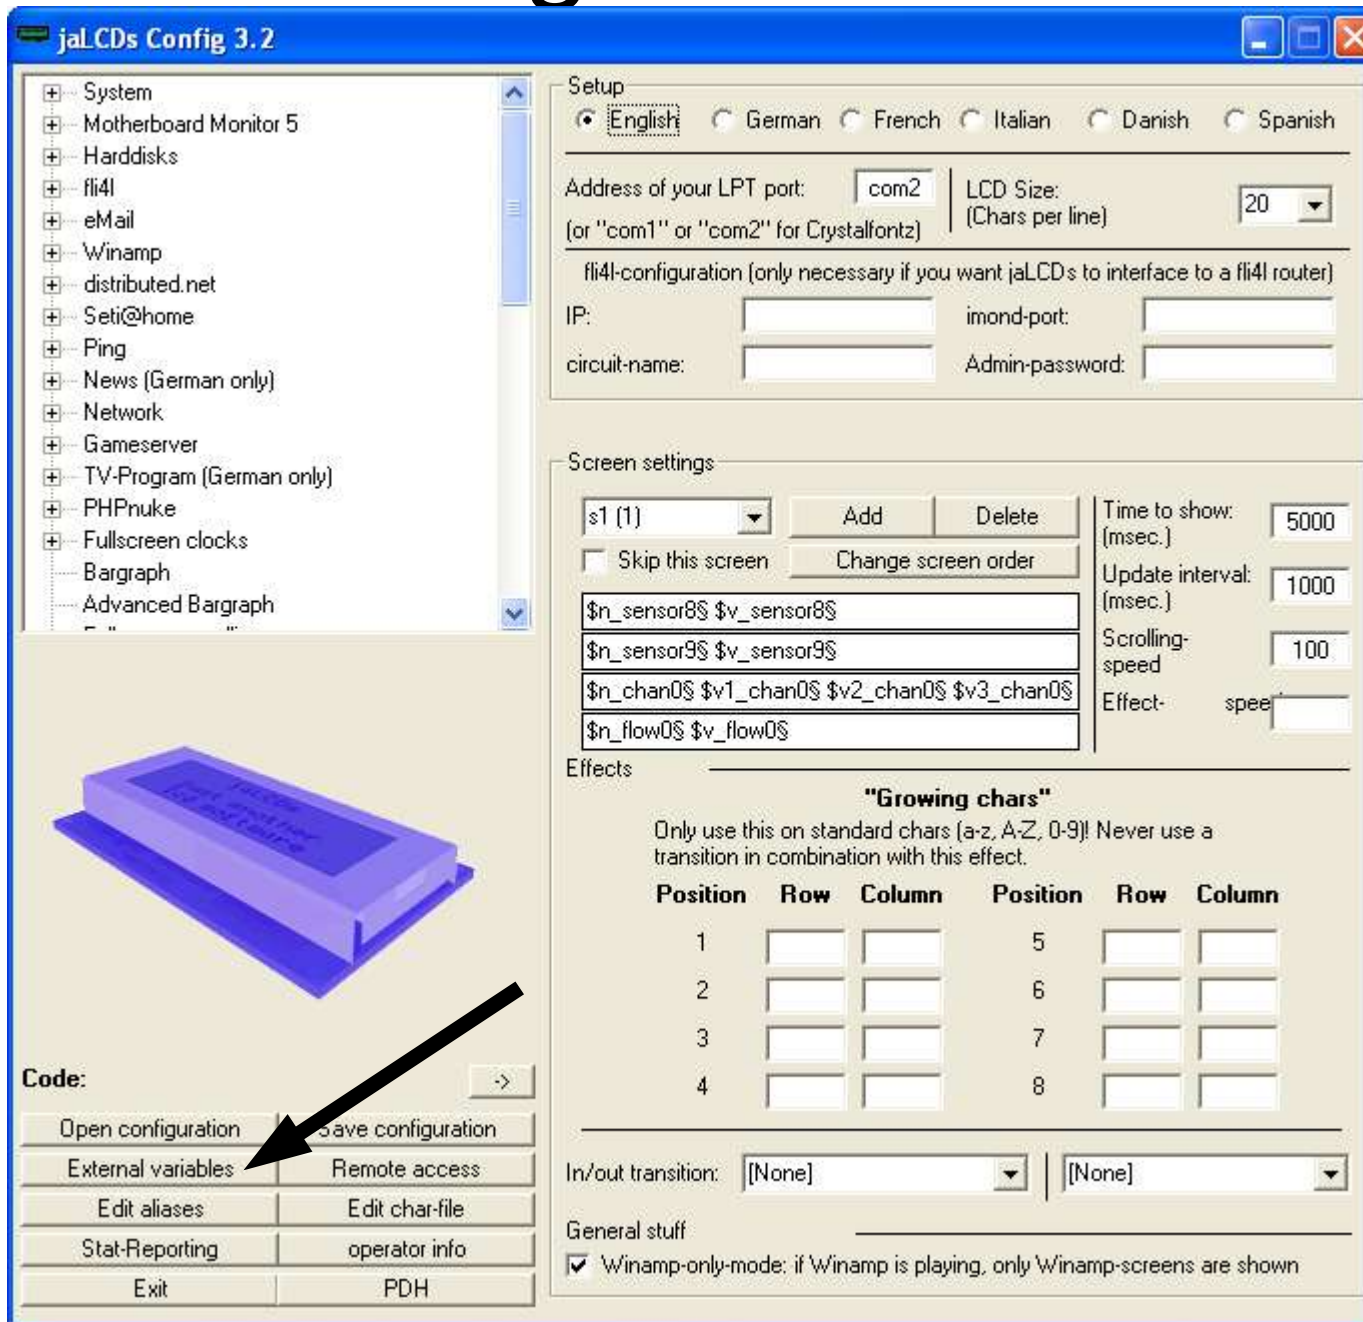 jaLCDs Config 3.2
System
Motherboard Monitor 5
Harddisks
fli4l
eMail
Winamp
distributed.net
Seti@home
Ping
News (German only)
Network
Gameserver
TV-Program (German only)
PHPnuke
Fullscreen clocks
Bargraph
Advanced Bargraph
Code:
->
Open configuration
Save configuration
External variables
Remote access
Edit aliases
Edit char-file
Stat-Reporting
operator info
Exit
PDH
Setup
English German French Italian Danish Spanish
Address of your LPT port: com2
(or "com1" or "com2" for Crystalfontz)
LCD Size:
(Chars per line)
20
fli4l-configuration (only necessary if you want jaLCDs to interface to a fli4l router)
IP:
imond-port:
circuit-name:
Admin-password:
Screen settings
s1 (1)
Add
Delete
Skip this screen
Change screen order
$n_sensor8§ $v_sensor8§
$n_sensor9§ $v_sensor9§
$n_chan0§ $v1_chan0§ $v2_chan0§ $v3_chan0§
$n_flow0§ $v_flow0§
Time to show:
(msec.)
5000
Update interval:
(msec.)
1000
Scrolling-
speed
100
Effect- spee
Effects
"Growing chars"
Only use this on standard chars (a-z, A-Z, 0-9)! Never use a
transition in combination with this effect.
Position Row Column Position Row Column
1 5
2 6
3 7
4 8
In/out transition: [None] [None]
General stuff
Winamp-only-mode: if Winamp is playing, only Winamp-screens are shown